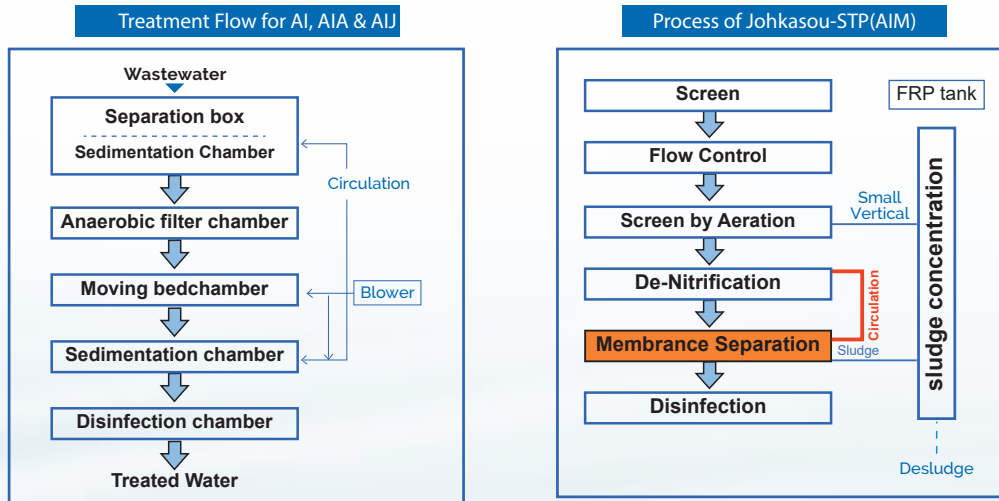 Treatment Flow for AI, AIA & AIJ
Wastewater
Separation box
Sedimentation Chamber
Circulation
Anaerobic filter chamber
Moving bedchamber
Blower
Sedimentation chamber
Disinfection chamber
Treated Water
Process of Johkasou-STP(AIM)
Screen
FRP tank
Flow Control
Small
Vertical
Screen by Aeration
De-Nitrification
Circulation
Membrance Separation
Sludge
sludge concentration
Disinfection
Desludge